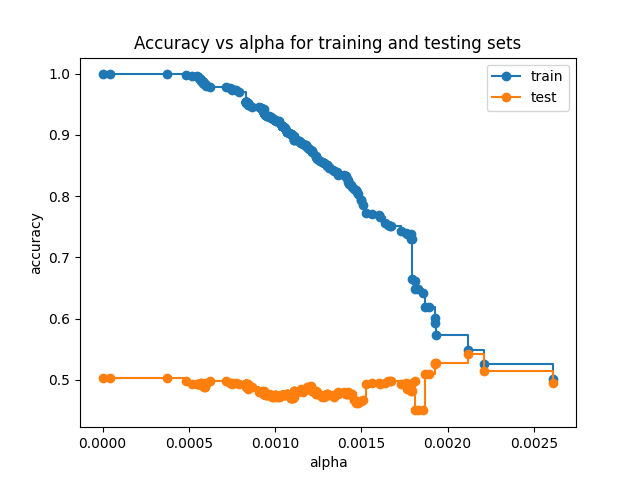 Accuracy vs alpha for training and testing sets
train
test
accuracy
1.0
0.9
0.8
0.7
0.6
0.5
0.0000 0.0005 0.0010 0.0015 0.0020 0.0025
alpha